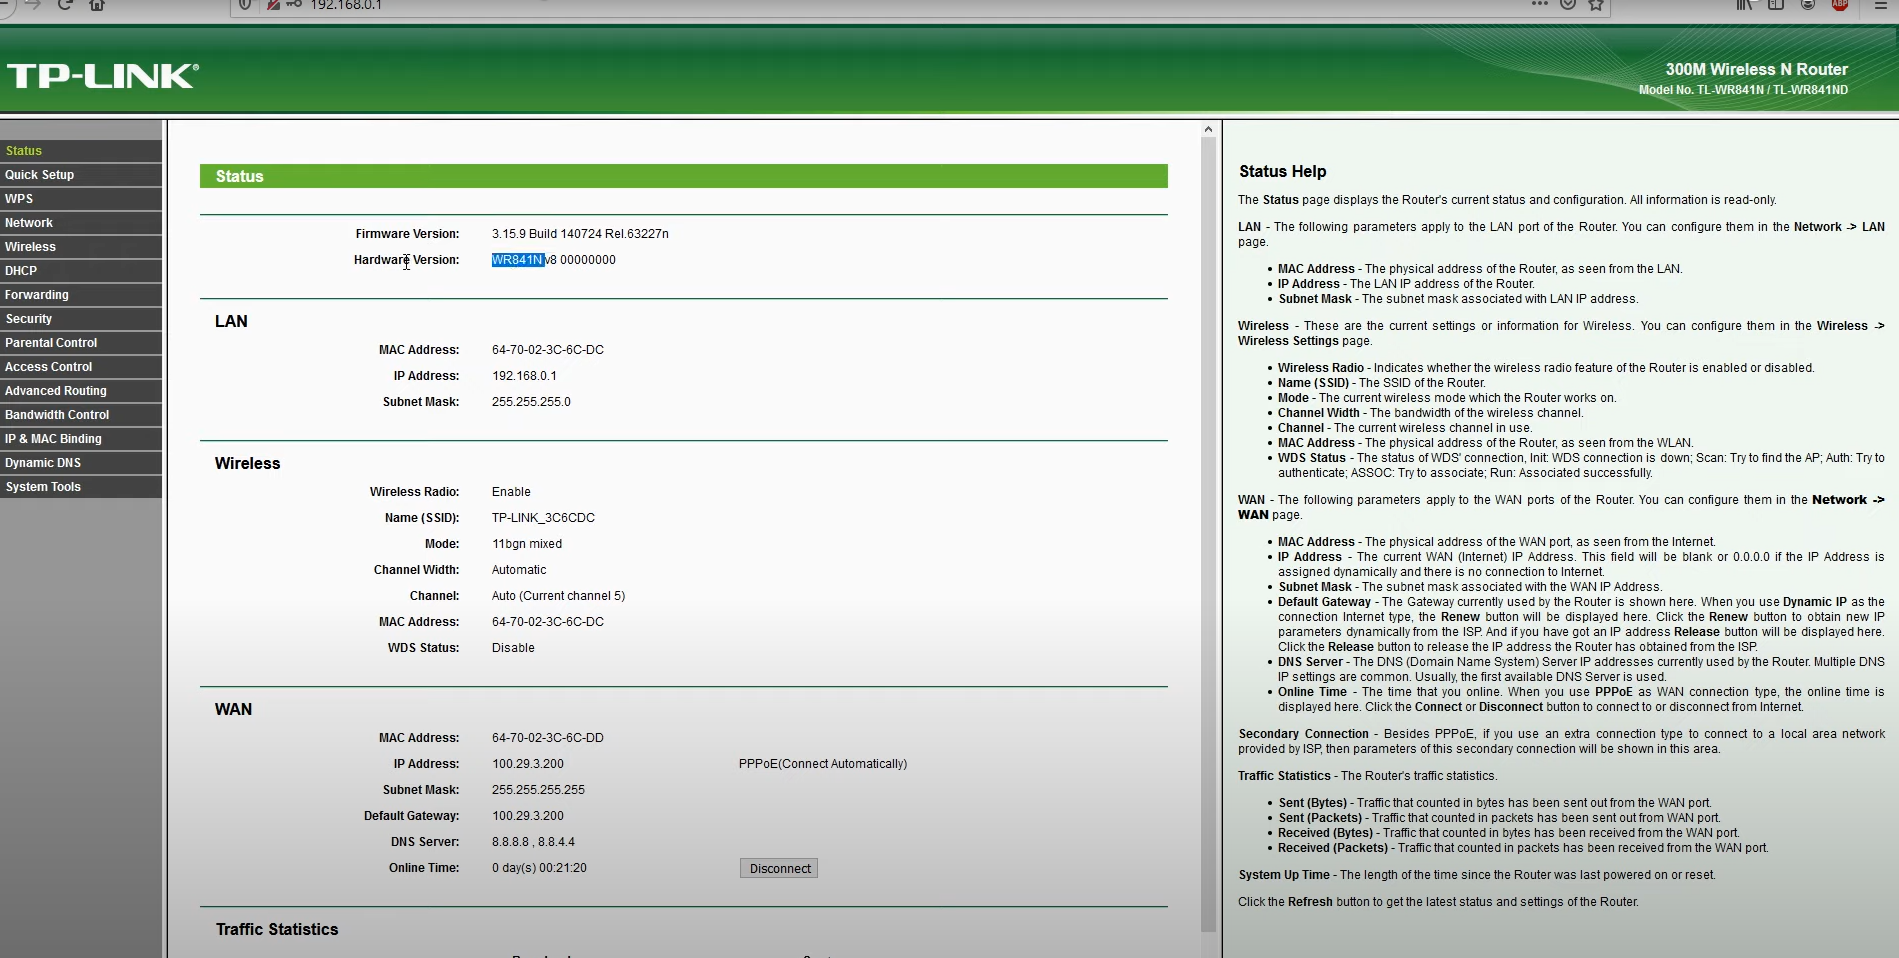 192.168.0.1
ABP
TP-LINK®
300M Wireless N Router
Model No. TL-WR841N / TL-WR841ND
Status
Quick Setup
WPS
Network
Wireless
DHCP
Forwarding
Security
Parental Control
Access Control
Advanced Routing
Bandwidth Control
IP & MAC Binding
Dynamic DNS
System Tools
Status
Firmware Version: 3.15.9 Build 140724 Rel.63227n
Hardware Version: WR841N v8 00000000
LAN
MAC Address: 64-70-02-3C-6C-DC
IP Address: 192.168.0.1
Subnet Mask: 255.255.255.0
Wireless
Wireless Radio: Enable
Name (SSID): TP-LINK_3C6CDC
Mode: 11bgn mixed
Channel Width: Automatic
Channel: Auto (Current channel 5)
MAC Address: 64-70-02-3C-6C-DC
WDS Status: Disable
WAN
MAC Address: 64-70-02-3C-6C-DD
IP Address: 100.29.3.200 PPPoE(Connect Automatically)
Subnet Mask: 255.255.255.255
Default Gateway: 100.29.3.200
DNS Server: 8.8.8.8 , 8.8.4.4
Online Time: 0 day(s) 00:21:20 Disconnect
Traffic Statistics
Status Help
The Status page displays the Router's current status and configuration. All information is read-only.
LAN - The following parameters apply to the LAN port of the Router. You can configure them in the Network -> LAN
page.
• MAC Address - The physical address of the Router, as seen from the LAN.
• IP Address - The LAN IP address of the Router.
• Subnet Mask - The subnet mask associated with LAN IP address.
Wireless - These are the current settings or information for Wireless. You can configure them in the Wireless ->
Wireless Settings page.
• Wireless Radio - Indicates whether the wireless radio feature of the Router is enabled or disabled.
• Name (SSID) - The SSID of the Router.
• Mode - The current wireless mode which the Router works on.
• Channel Width - The bandwidth of the wireless channel.
• Channel - The current wireless channel in use.
• MAC Address - The physical address of the Router, as seen from the WLAN.
• WDS Status - The status of WDS' connection, Init: WDS connection is down; Scan: Try to find the AP; Auth: Try to
authenticate; ASSOC: Try to associate; Run: Associated successfully.
WAN - The following parameters apply to the WAN ports of the Router. You can configure them in the Network ->
WAN page.
• MAC Address - The physical address of the WAN port, as seen from the Internet.
• IP Address - The current WAN (Internet) IP Address. This field will be blank or 0.0.0.0 if the IP Address is
assigned dynamically and there is no connection to Internet.
• Subnet Mask - The subnet mask associated with the WAN IP Address.
• Default Gateway - The Gateway currently used by the Router is shown here. When you use Dynamic IP as the
connection Internet type, the Renew button will be displayed here. Click the Renew button to obtain new IP
parameters dynamically from the ISP. And if you have got an IP address Release button will be displayed here.
Click the Release button to release the IP address the Router has obtained from the ISP.
• DNS Server - The DNS (Domain Name System) Server IP addresses currently used by the Router. Multiple DNS
IP settings are common. Usually, the first available DNS Server is used.
• Online Time - The time that you online. When you use PPPoE as WAN connection type, the online time is
displayed here. Click the Connect or Disconnect button to connect to or disconnect from Internet.
Secondary Connection - Besides PPPoE, if you use an extra connection type to connect to a local area network
provided by ISP, then parameters of this secondary connection will be shown in this area.
Traffic Statistics - The Router's traffic statistics.
• Sent (Bytes) - Traffic that counted in bytes has been sent out from the WAN port.
• Sent (Packets) - Traffic that counted in packets has been sent out from WAN port.
• Received (Bytes) - Traffic that counted in bytes has been received from the WAN port.
• Received (Packets) - Traffic that counted in packets has been received from the WAN port.
System Up Time - The length of the time since the Router was last powered on or reset.
Click the Refresh button to get the latest status and settings of the Router.